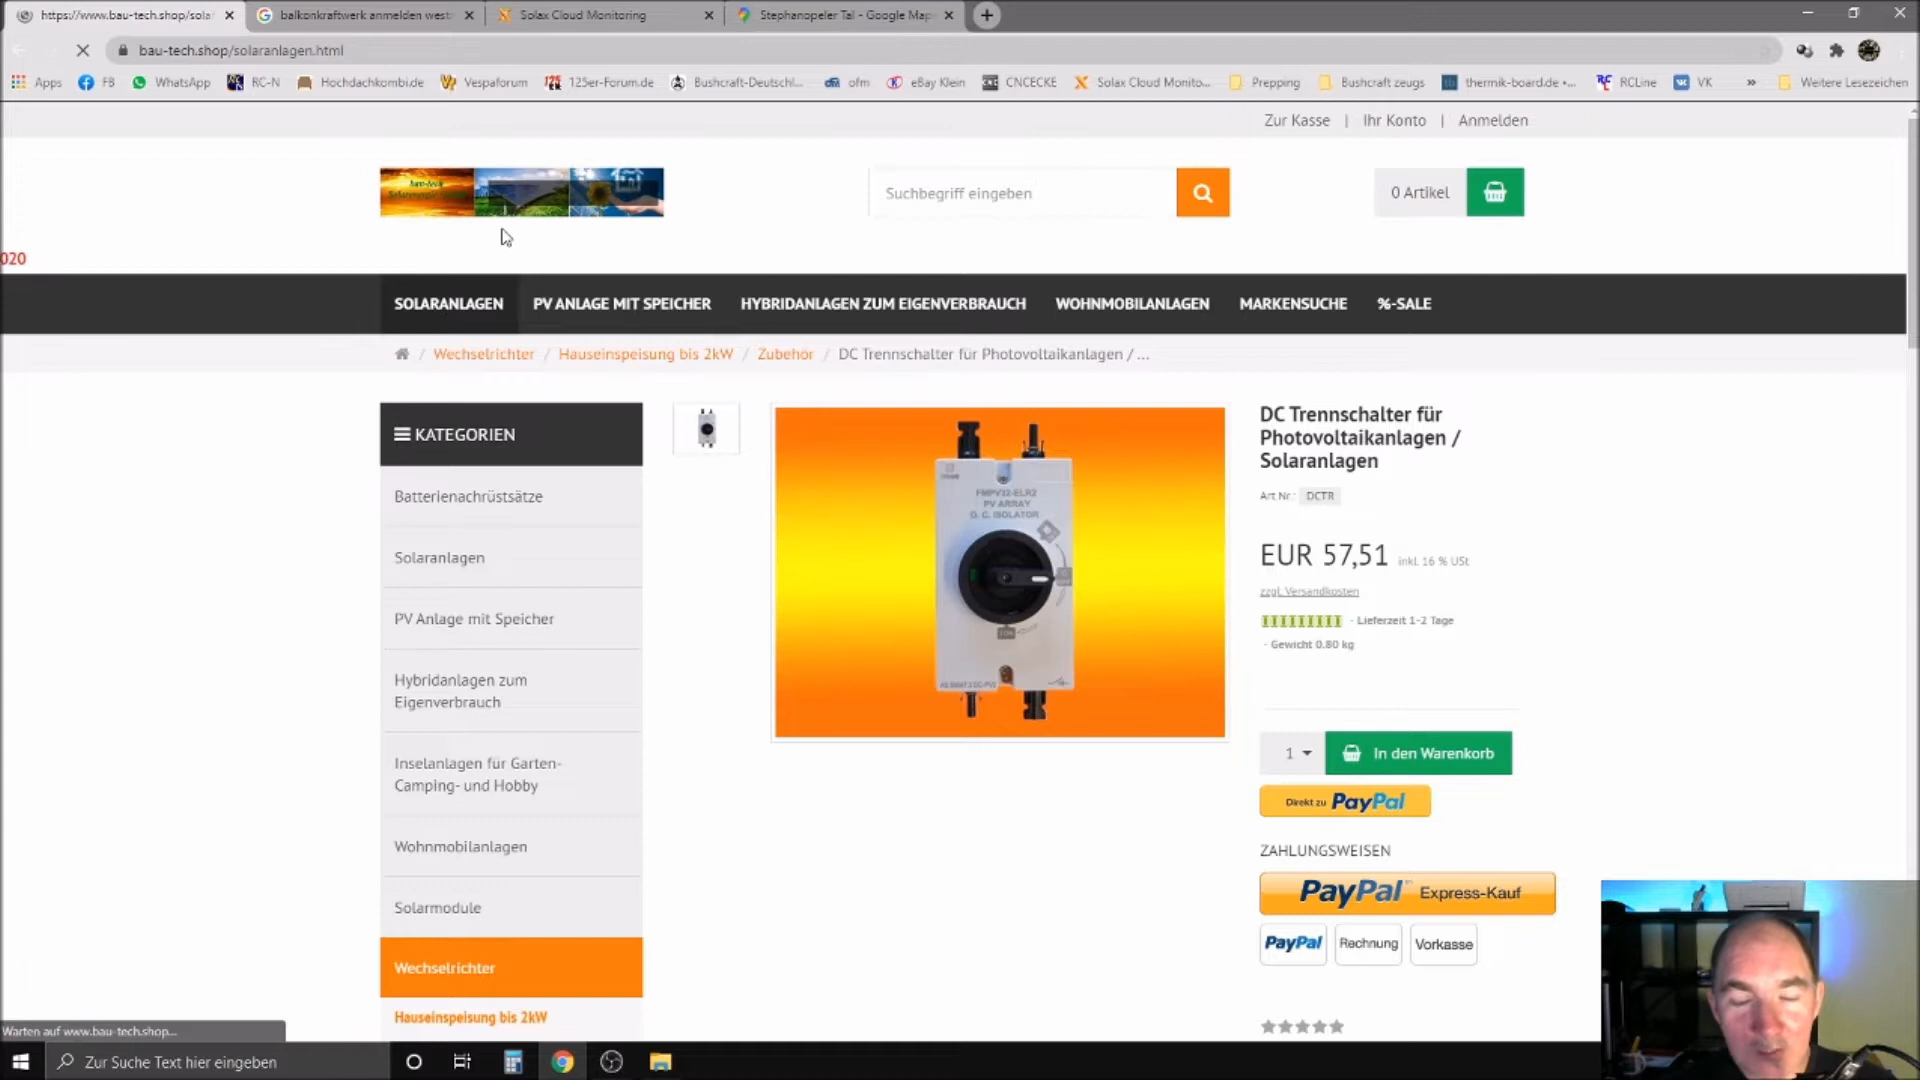 https://www.bau-tech.shop/solar
balkonkraftwerk anmelden west
Solax Cloud Monitoring
Stephanopeler Tal - Google Map
bau-tech.shop/solaranlagen.html
Apps
FB
WhatsApp
RC-N
Hochdachkombi.de
Vespaforum
125er-Forum.de
Bushcraft-Deutschl...
ofm
eBay Klein
CNCECKE
Solax Cloud Monito...
Prepping
Bushcraft zeugs
thermik-board.de •...
RCLine
VK
»
Weitere Lesezeichen
Zur Kasse | Ihr Konto | Anmelden
bau-tech
Suchbegriff eingeben
0 Artikel
020
SOLARANLAGEN
PV ANLAGE MIT SPEICHER
HYBRIDANLAGEN ZUM EIGENVERBRAUCH
WOHNMOBILANLAGEN
MARKENSUCHE
%-SALE
/ Wechselrichter / Hauseinspeisung bis 2kW / Zubehör / DC Trennschalter für Photovoltaikanlagen / ...
KATEGORIEN
Batterienachrüstsätze
Solaranlagen
PV Anlage mit Speicher
Hybridanlagen zum
Eigenverbrauch
Inselanlagen für Garten-
Camping- und Hobby
Wohnmobilanlagen
Solarmodule
Wechselrichter
Hauseinspeisung bis 2kW
FMPV32-ELR2
PV ARRAY
D. C. ISOLATOR
DC Trennschalter für
Photovoltaikanlagen /
Solaranlagen
Art.Nr.: DCTR
EUR 57,51 inkl. 16 % USt
zzgl. Versandkosten
- Lieferzeit 1-2 Tage
- Gewicht 0.80 kg
1
In den Warenkorb
Direkt zu PayPal
ZAHLUNGSWEISEN
PayPal Express-Kauf
PayPal
Rechnung
Vorkasse
Warten auf www.bau-tech.shop...
Zur Suche Text hier eingeben